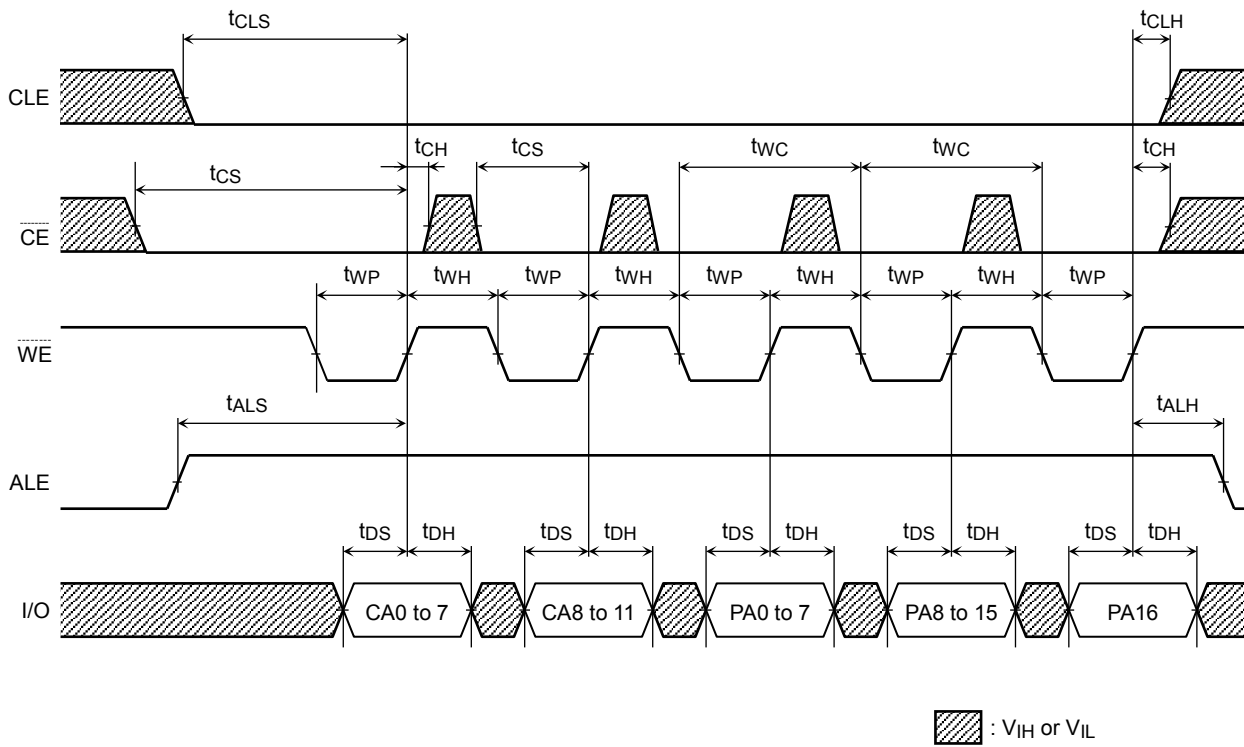 tCLS tCLH
CLE
tCH tCS tWC tWC tCH
tCS
CE
tWP tWH tWP tWH tWP tWH tWP tWH tWP
WE
tALS tALH
ALE
tDS tDH tDS tDH tDS tDH tDS tDH tDS tDH
I/O CA0 to 7 CA8 to 11 PA0 to 7 PA8 to 15 PA16
: VIH or VIL